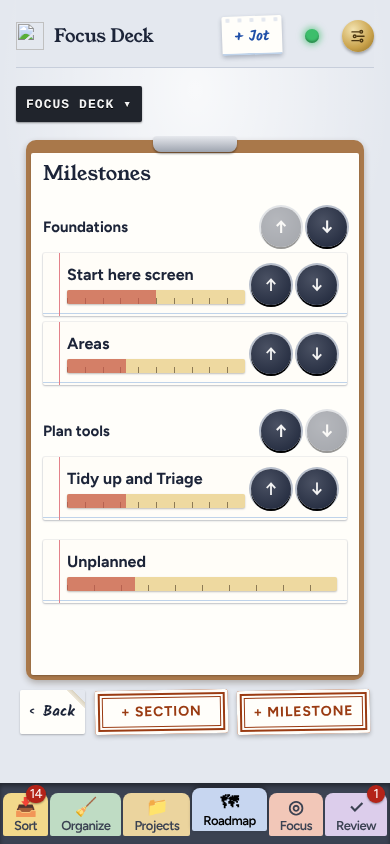 Focus Deck
+ Jot
FOCUS DECK ▾
Milestones
Foundations
↑ ↓
Start here screen
↑ ↓
Areas
↑ ↓
Plan tools
↑ ↓
Tidy up and Triage
↑ ↓
Unplanned
‹ Back
+ SECTION
+ MILESTONE
14
Sort
Organize
Projects
Roadmap
Focus
1
Review